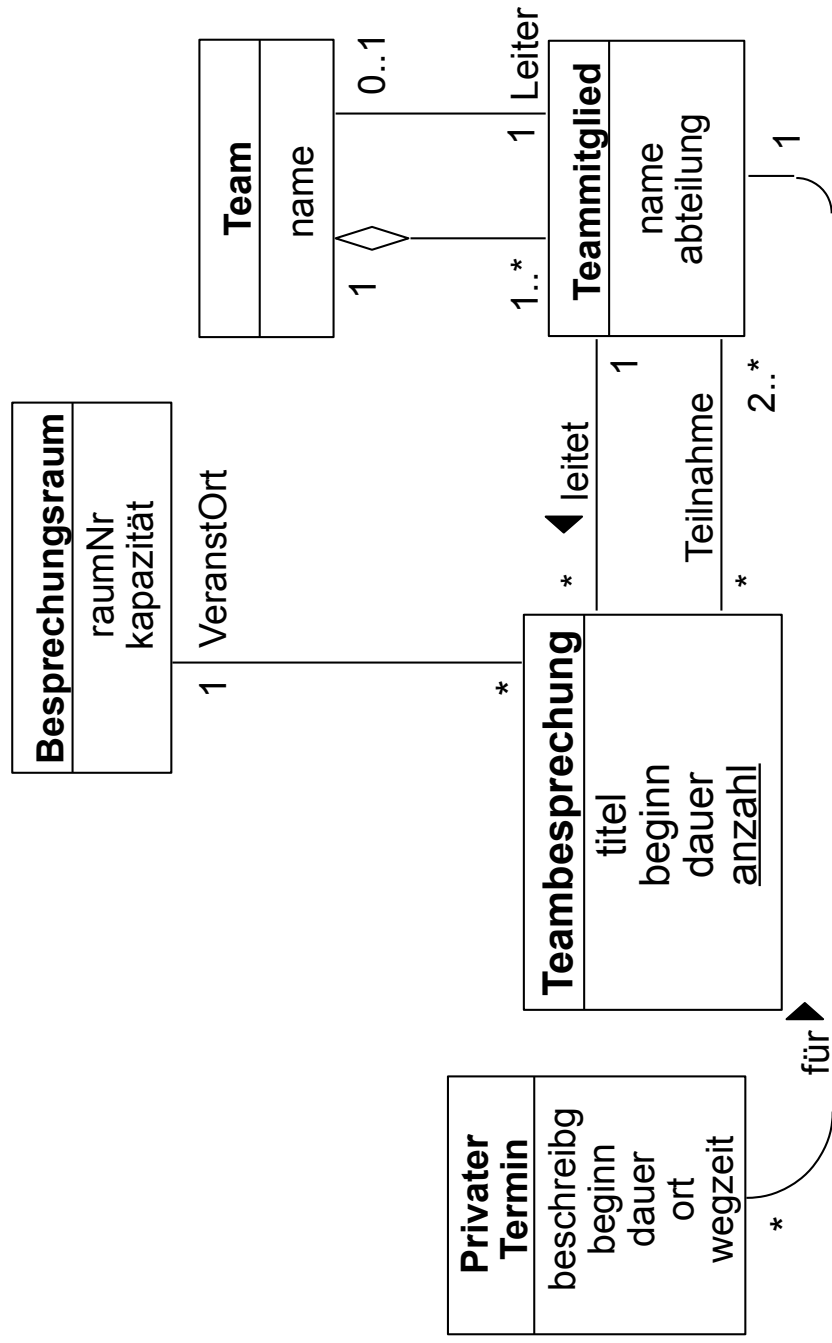 Team
name
0..1
1
Leiter
1
1..*
Teammitglied
name
abteilung
1
Besprechungsraum
raumNr
kapazität
VeranstOrt
1
*
leitet
1
*
Teilnahme
2..*
*
Teambesprechung
titel
beginn
dauer
anzahl
für
Privater
Termin
beschreibg
beginn
dauer
ort
wegzeit
*